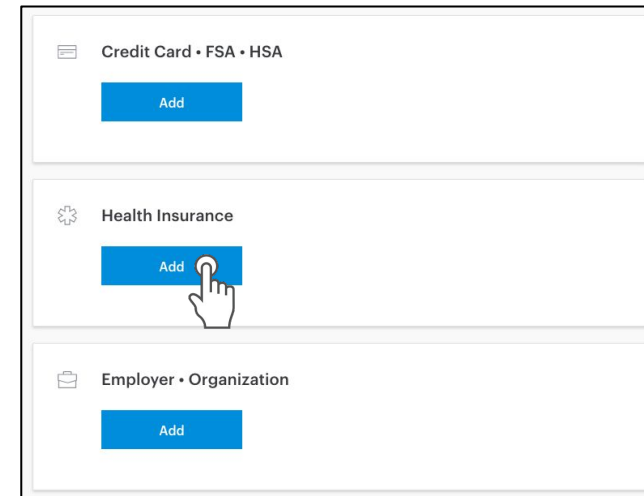 Credit Card • FSA • HSA
Add
Health Insurance
Add
Employer • Organization
Add